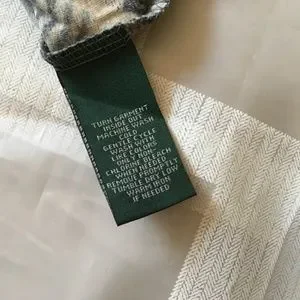 TURN GARMENT
INSIDE OUT
MACHINE WASH
COLD
GENTLE CYCLE
WASH WITH
LIKE COLORS
ONLY NON-
CHLORINE BLEACH
WHEN NEEDED
REMOVE PROMPTLY
TUMBLE DRY LOW
WARM IRON
IF NEEDED